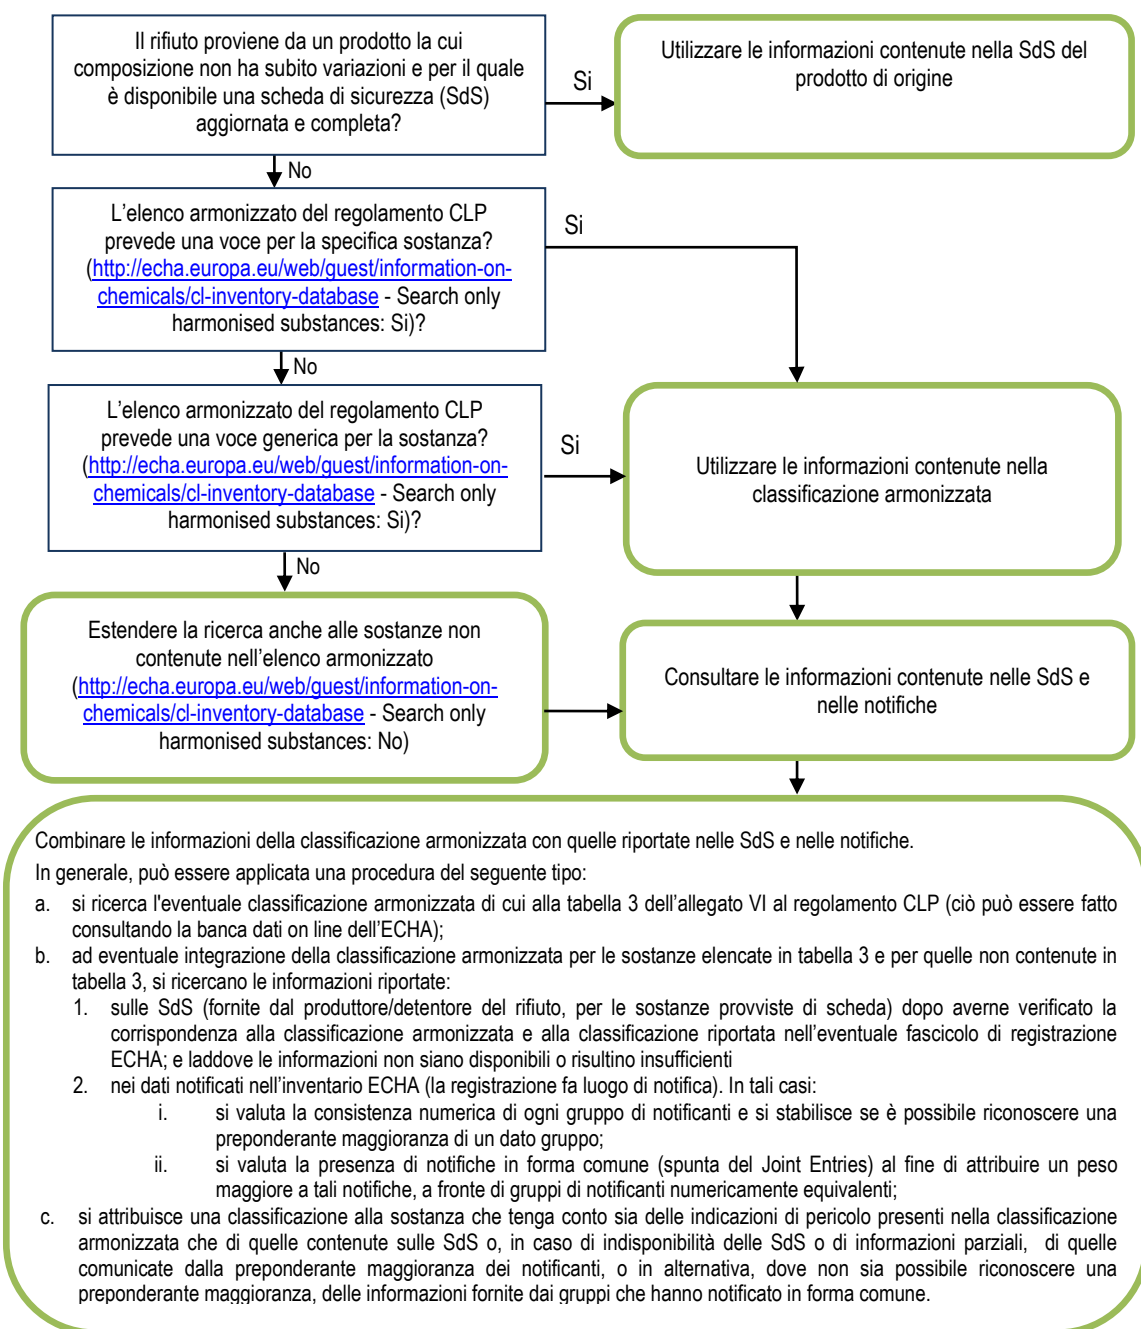 Il rifiuto proviene da un prodotto la cui
composizione non ha subito variazioni e per il quale
è disponibile una scheda di sicurezza (SdS)
aggiornata e completa?
Si
Utilizzare le informazioni contenute nella SdS del
prodotto di origine
No
L'elenco armonizzato del regolamento CLP
prevede una voce per la specifica sostanza?
(http://echa.europa.eu/web/guest/information-on-
chemicals/cl-inventory-database - Search only
harmonised substances: Si)?
Si
No
L'elenco armonizzato del regolamento CLP
prevede una voce generica per la sostanza?
(http://echa.europa.eu/web/guest/information-on-
chemicals/cl-inventory-database - Search only
harmonised substances: Si)?
Si
Utilizzare le informazioni contenute nella
classificazione armonizzata
No
Estendere la ricerca anche alle sostanze non
contenute nell'elenco armonizzato
(http://echa.europa.eu/web/guest/information-on-
chemicals/cl-inventory-database - Search only
harmonised substances: No)
Consultare le informazioni contenute nelle SdS e
nelle notifiche
Combinare le informazioni della classificazione armonizzata con quelle riportate nelle SdS e nelle notifiche.
In generale, può essere applicata una procedura del seguente tipo:
a. si ricerca l'eventuale classificazione armonizzata di cui alla tabella 3 dell'allegato VI al regolamento CLP (ciò può essere fatto
consultando la banca dati on line dell'ECHA);
b. ad eventuale integrazione della classificazione armonizzata per le sostanze elencate in tabella 3 e per quelle non contenute in
tabella 3, si ricercano le informazioni riportate:
1. sulle SdS (fornite dal produttore/detentore del rifiuto, per le sostanze provviste di scheda) dopo averne verificato la
corrispondenza alla classificazione armonizzata e alla classificazione riportata nell'eventuale fascicolo di registrazione
ECHA; e laddove le informazioni non siano disponibili o risultino insufficienti
2. nei dati notificati nell'inventario ECHA (la registrazione fa luogo di notifica). In tali casi:
i. si valuta la consistenza numerica di ogni gruppo di notificanti e si stabilisce se è possibile riconoscere una
preponderante maggioranza di un dato gruppo;
ii. si valuta la presenza di notifiche in forma comune (spunta del Joint Entries) al fine di attribuire un peso
maggiore a tali notifiche, a fronte di gruppi di notificanti numericamente equivalenti;
c. si attribuisce una classificazione alla sostanza che tenga conto sia delle indicazioni di pericolo presenti nella classificazione
armonizzata che di quelle contenute sulle SdS o, in caso di indisponibilità delle SdS o di informazioni parziali, di quelle
comunicate dalla preponderante maggioranza dei notificanti, o in alternativa, dove non sia possibile riconoscere una
preponderante maggioranza, delle informazioni fornite dai gruppi che hanno notificato in forma comune.